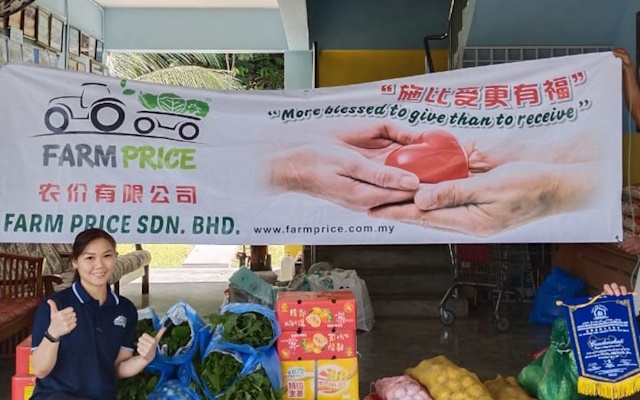 “施比受更有福”
“More blessed to give than to receive”
FARM PRICE
农价有限公司
FARM PRICE SDN. BHD.
www.farmprice.com.my